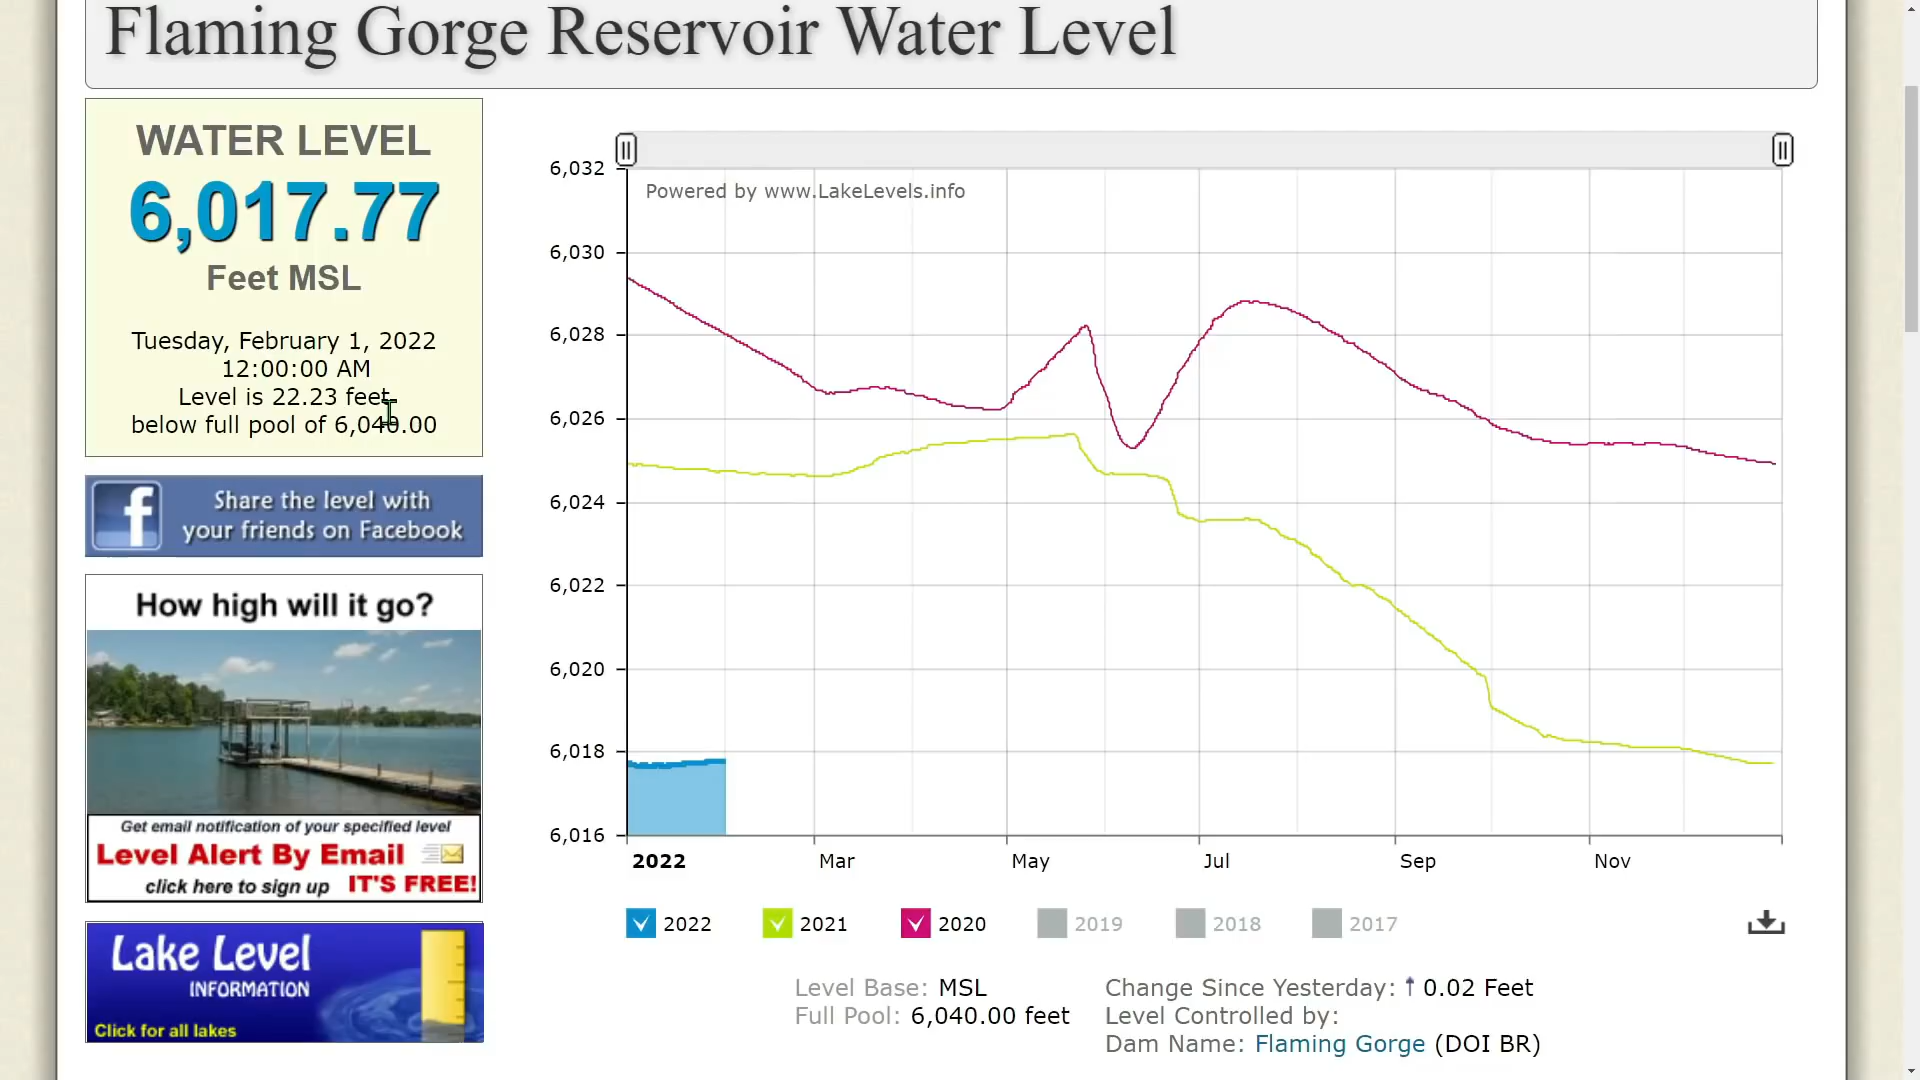 Flaming Gorge Reservoir Water Level
WATER LEVEL
6,017.77
Feet MSL
Tuesday, February 1, 2022
12:00:00 AM
Level is 22.23 feet
below full pool of 6,040.00
Share the level with
your friends on Facebook
How high will it go?
Get email notification of your specified level
Level Alert By Email
click here to sign up IT'S FREE!
Lake Level
INFORMATION
Click for all lakes
Powered by www.LakeLevels.info
6,032
6,030
6,028
6,026
6,024
6,022
6,020
6,018
6,016
2022 Mar May Jul Sep Nov
2022 2021 2020 2019 2018 2017
Level Base: MSL
Full Pool: 6,040.00 feet
Change Since Yesterday: ↑ 0.02 Feet
Level Controlled by:
Dam Name: Flaming Gorge (DOI BR)